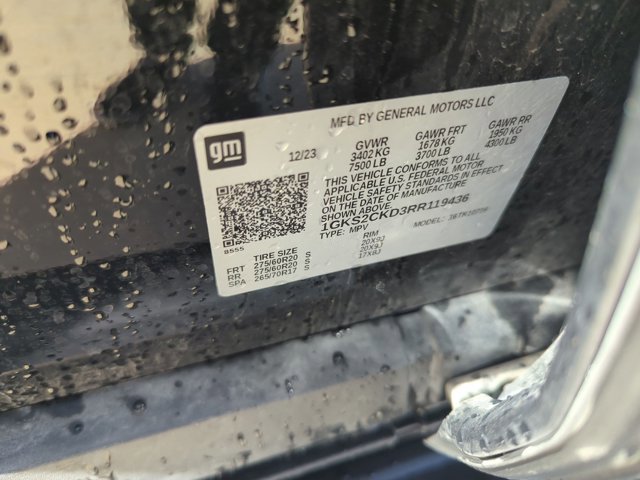 MFD BY GENERAL MOTORS LLC
gm
12/23
GVWR GAWR FRT GAWR RR
3402 KG 1678 KG 1950 KG
7500 LB 3700 LB 4300 LB
THIS VEHICLE CONFORMS TO ALL
APPLICABLE U.S. FEDERAL MOTOR
VEHICLE SAFETY STANDARDS IN EFFECT
ON THE DATE OF MANUFACTURE
SHOWN ABOVE.
1GKS2CKD3RR119436
TYPE: MPV MODEL:
8555
TIRE SIZE RIM
FRT 275/60R20 S 20X9J
RR 275/60R20 S 20X9J
SPA 265/70R17 S 17X8J